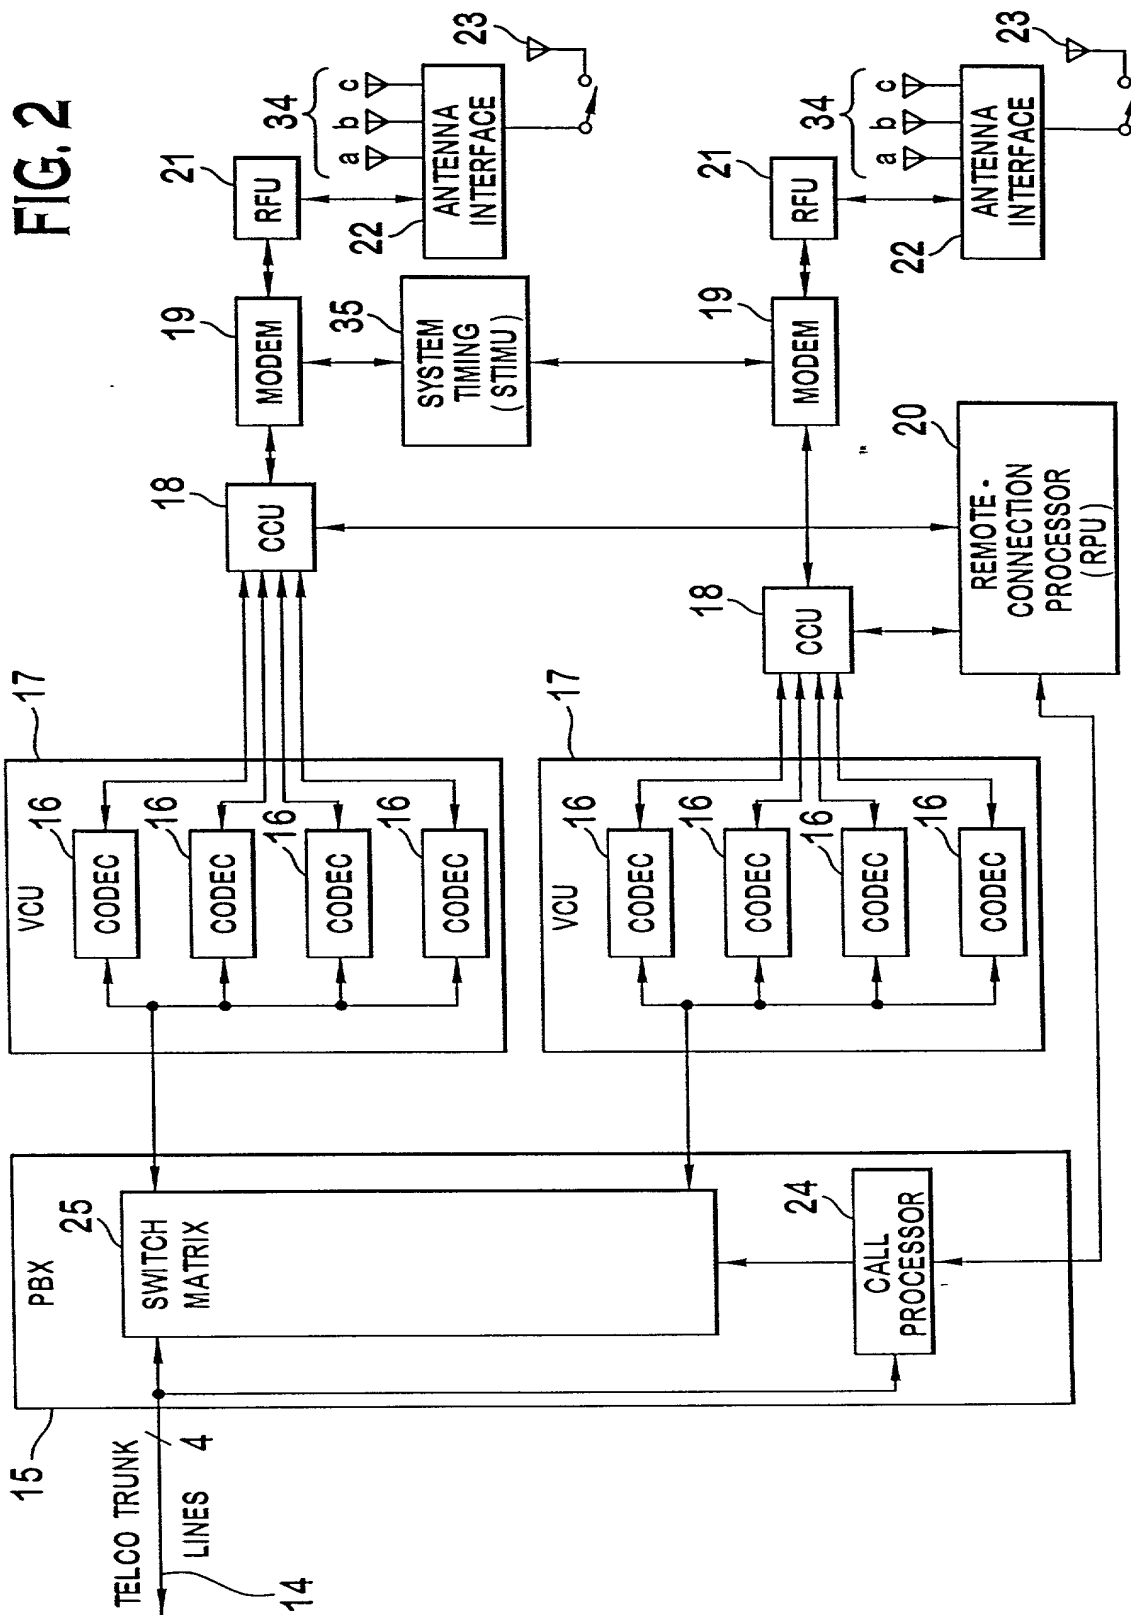 FIG. 2
TELCO TRUNK
LINES
4
14
15
PBX
25
SWITCH
MATRIX
24
CALL
PROCESSOR
17
VCU
16
CODEC
16
CODEC
16
CODEC
16
CODEC
18
CCU
19
MODEM
21
RFU
34
a
b
c
22
ANTENNA
INTERFACE
23
35
SYSTEM
TIMING
(STIMU)
17
VCU
16
CODEC
16
CODEC
16
CODEC
16
CODEC
18
CCU
19
MODEM
21
RFU
34
a
b
c
22
ANTENNA
INTERFACE
23
20
REMOTE-
CONNECTION
PROCESSOR
(RPU)